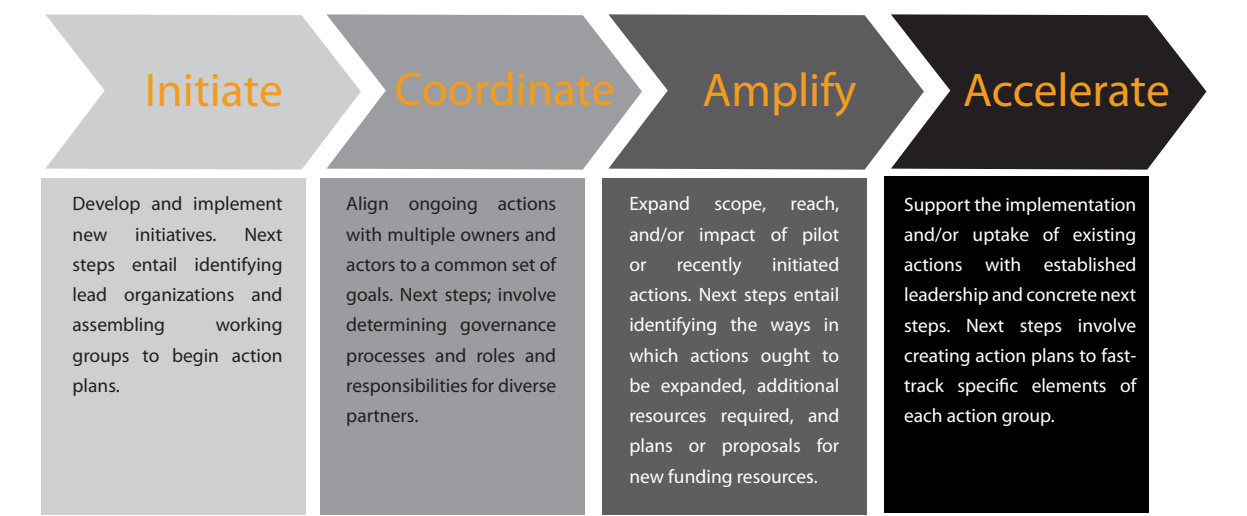 Initiate
Develop and implement
new initiatives. Next
steps entail identifying
lead organizations and
assembling working
groups to begin action
plans.
Coordinate
Align ongoing actions
with multiple owners and
actors to a common set of
goals. Next steps; involve
determining governance
processes and roles and
responsibilities for diverse
partners.
Amplify
Expand scope, reach,
and/or impact of pilot
or recently initiated
actions. Next steps entail
identifying the ways in
which actions ought to
be expanded, additional
resources required, and
plans or proposals for
new funding resources.
Accelerate
Support the implementation
and/or uptake of existing
actions with established
leadership and concrete next
steps. Next steps involve
creating action plans to fast-
track specific elements of
each action group.